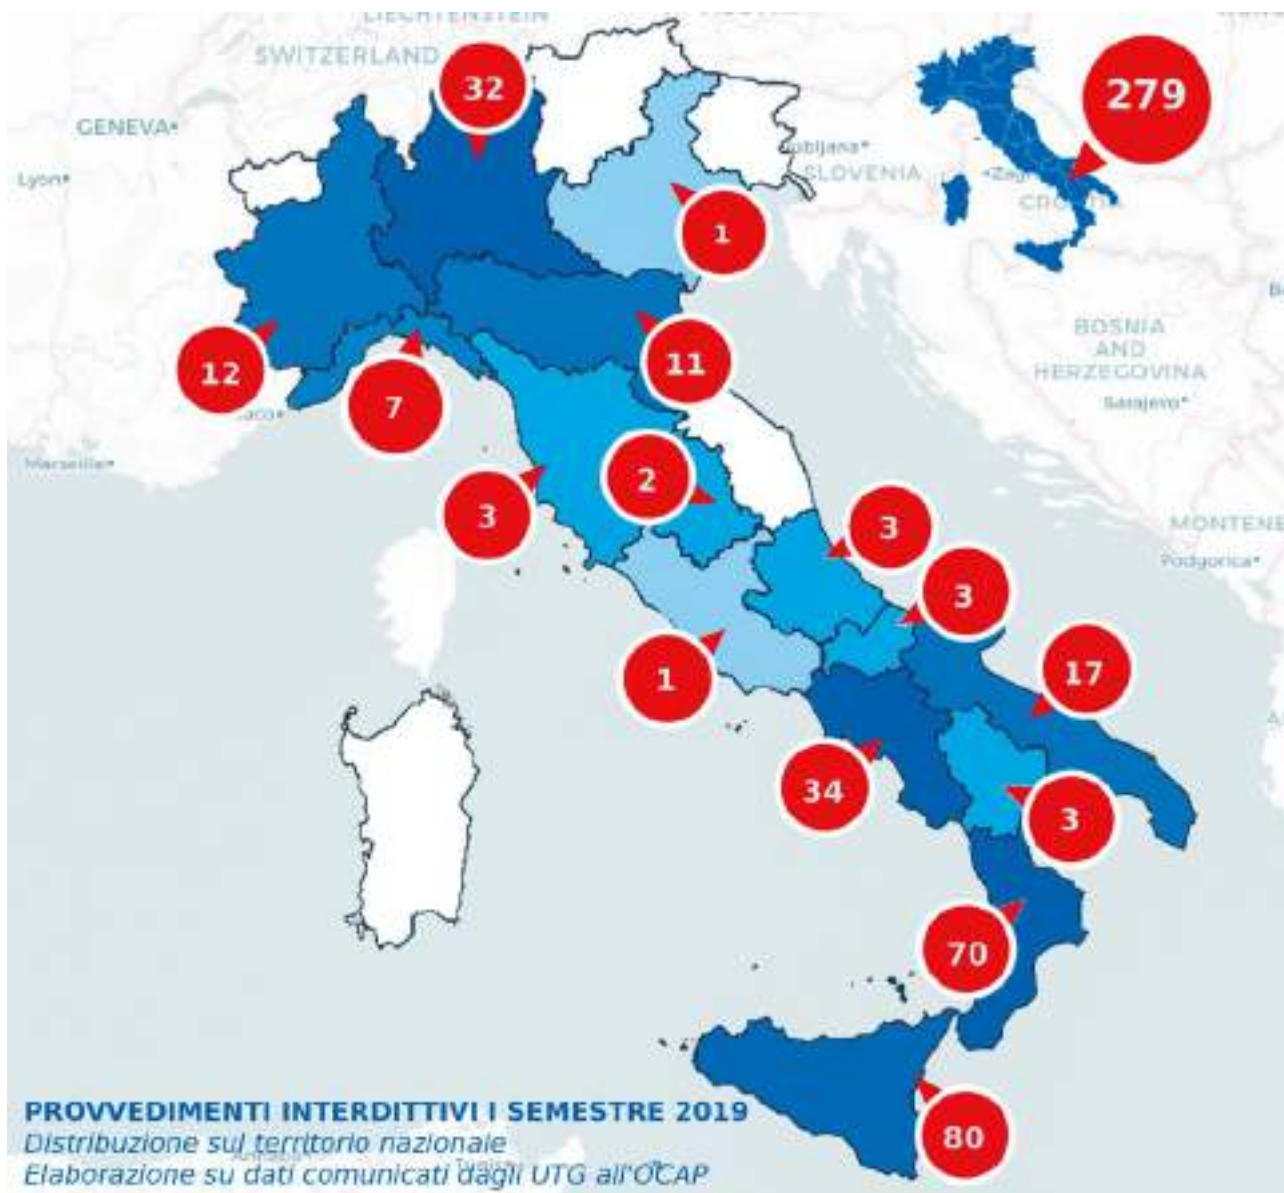 LIECHTENSTEIN
SWITZERLAND
32
279
GENEVA
Lyon
SLOVENIA
1
12
7
11
BOSNIA
AND
HERZEGOVINA
Sarajevo
Marseille
3
2
3
MONTENE
Podgorica
3
1
17
34
3
70
80
PROVVEDIMENTI INTERDITTIVI I SEMESTRE 2019
Distribuzione sul territorio nazionale
Elaborazione su dati comunicati dagli UTG all'OCAP